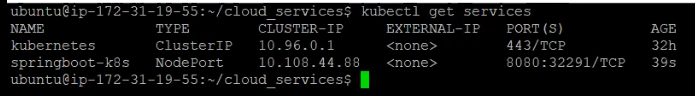 ubuntu@ip-172-31-19-55:~/cloud_services$ kubectl get services
NAME TYPE CLUSTER-IP EXTERNAL-IP PORT(S) AGE
kubernetes ClusterIP 10.96.0.1 <none> 443/TCP 32h
springboot-k8s NodePort 10.108.44.88 <none> 8080:32291/TCP 39s
ubuntu@ip-172-31-19-55:~/cloud_services$